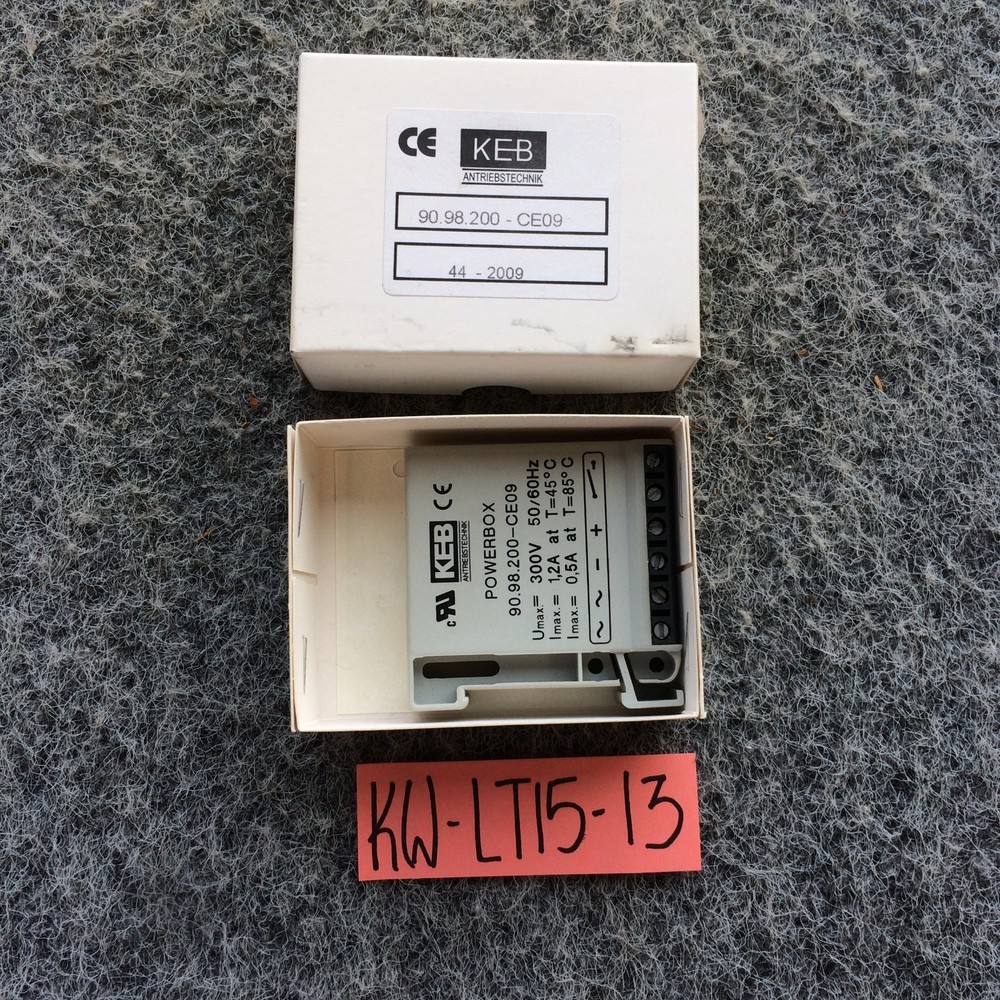 CE
KEB
ANTRIEBSTECHNIK
90.98.200 - CE09
44 - 2009
c RU KEB CE
ANTRIEBSTECHNIK
POWERBOX
90.98.200-CE09
Umax.= 300V 50/60Hz
Imax.= 1,2A at T=45°C
Imax.= 0,5A at T=85°C
~ ~ - +
KW-LT15-13